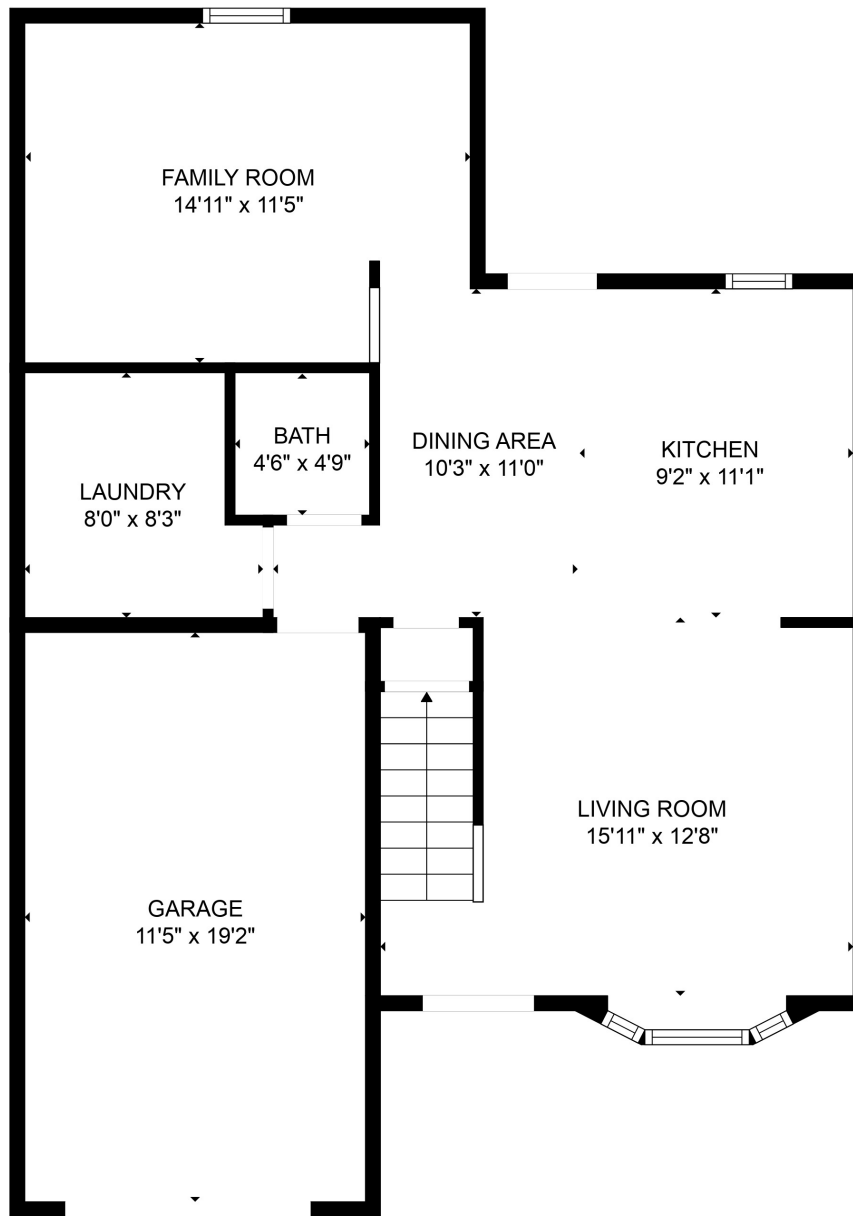 FAMILY ROOM
14'11" x 11'5"
BATH
4'6" x 4'9"
DINING AREA
10'3" x 11'0"
KITCHEN
9'2" x 11'1"
LAUNDRY
8'0" x 8'3"
LIVING ROOM
15'11" x 12'8"
GARAGE
11'5" x 19'2"